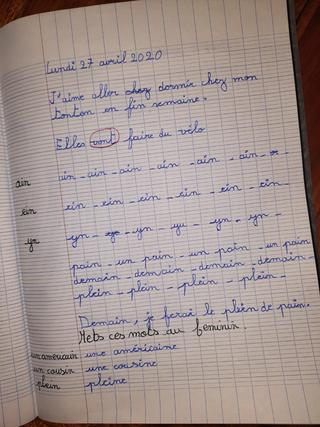 Lundi 27 avril 2020
J'aime aller chez dormir chez mon
tonton en fin semaine.
Elles vont faire du vélo
ain ain - ain - ain - ain - ain - ain -
ein ein - ein - ein - ein - ein - ein -
yn yn - yn - yn - yn - yn -
pain - un pain - un pain - un pain
demain - demain - demain - demain -
plein - plein - plein - plein -
Demain, je ferai le plein de pain.
Mets ces mots au féminin
un américain une américaine
un cousin une cousine
plein pleine